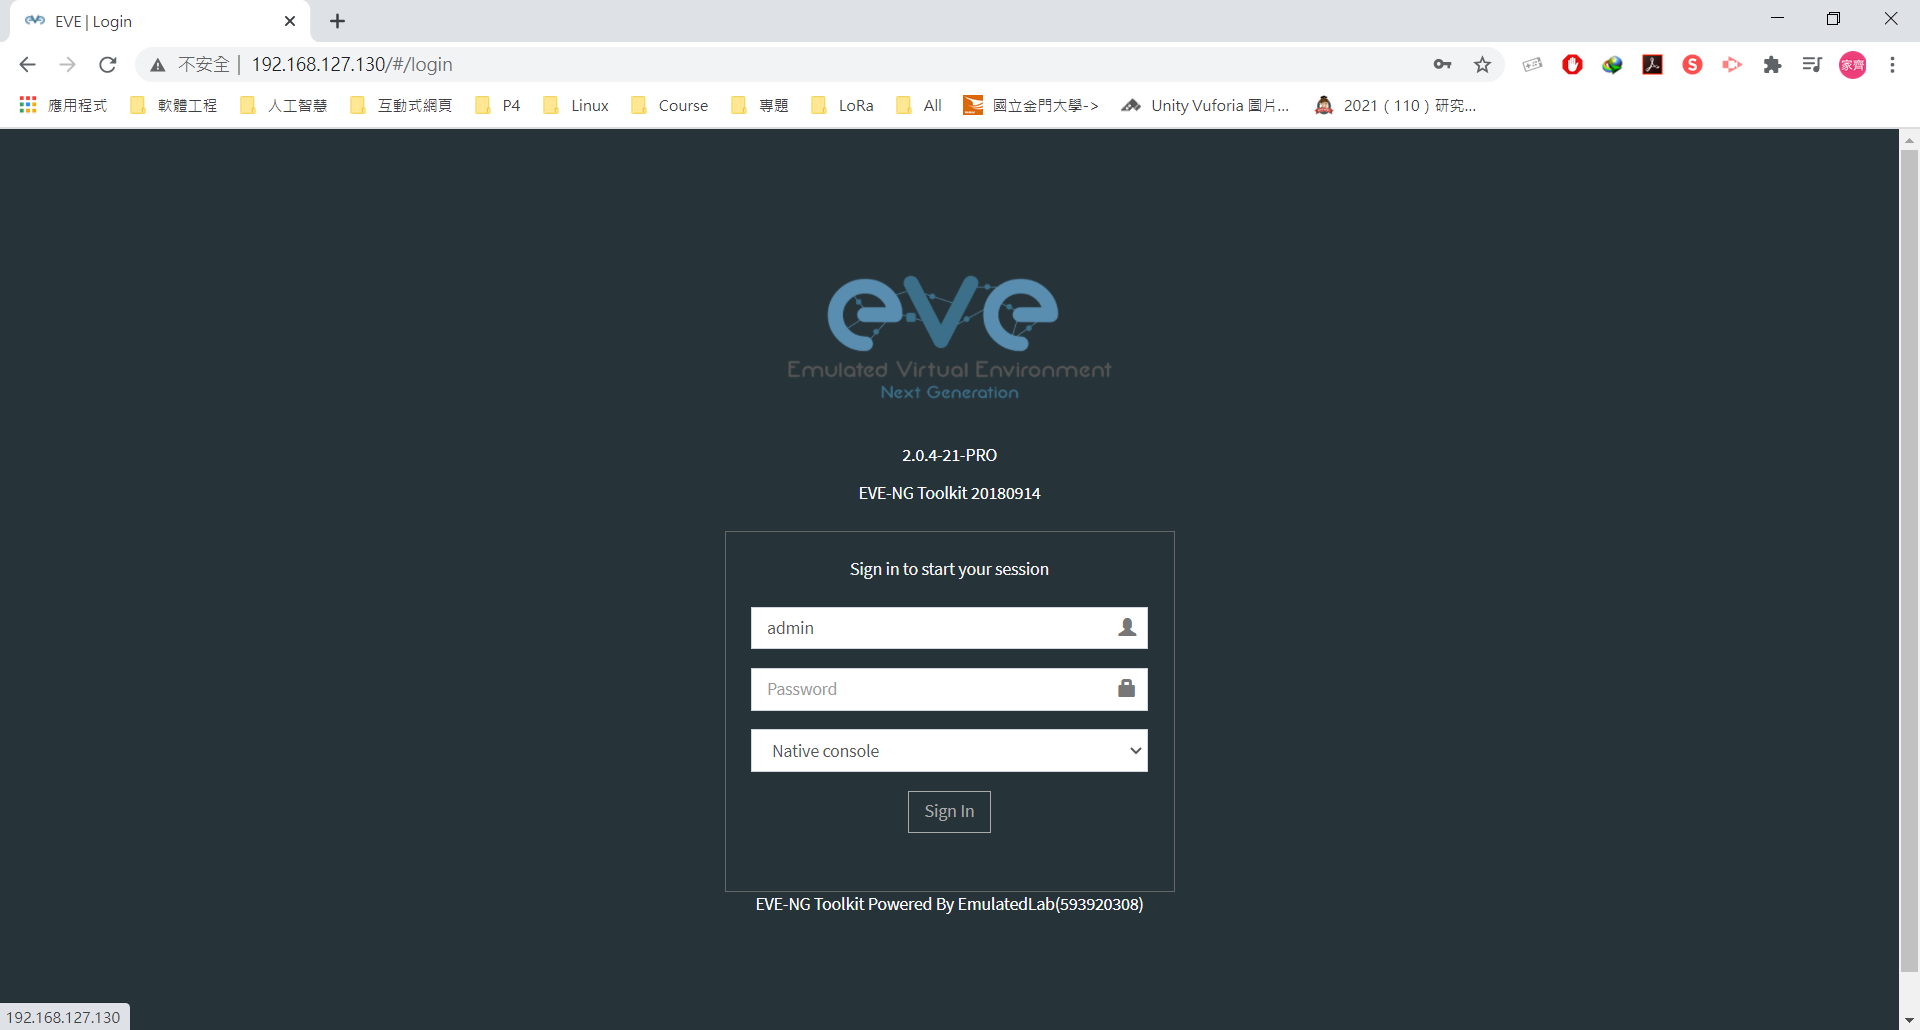 EVE | Login
不安全 | 192.168.127.130/#/login
家齊
應用程式 軟體工程 人工智慧 互動式網頁 P4 Linux Course 專題 LoRa All 國立金門大學-> Unity Vuforia 圖片... 2021 ( 110 ) 研究...
eve
Emulated Virtual Environment
Next Generation
2.0.4-21-PRO
EVE-NG Toolkit 20180914
Sign in to start your session
admin
Password
Native console
Sign In
EVE-NG Toolkit Powered By EmulatedLab(593920308)
192.168.127.130